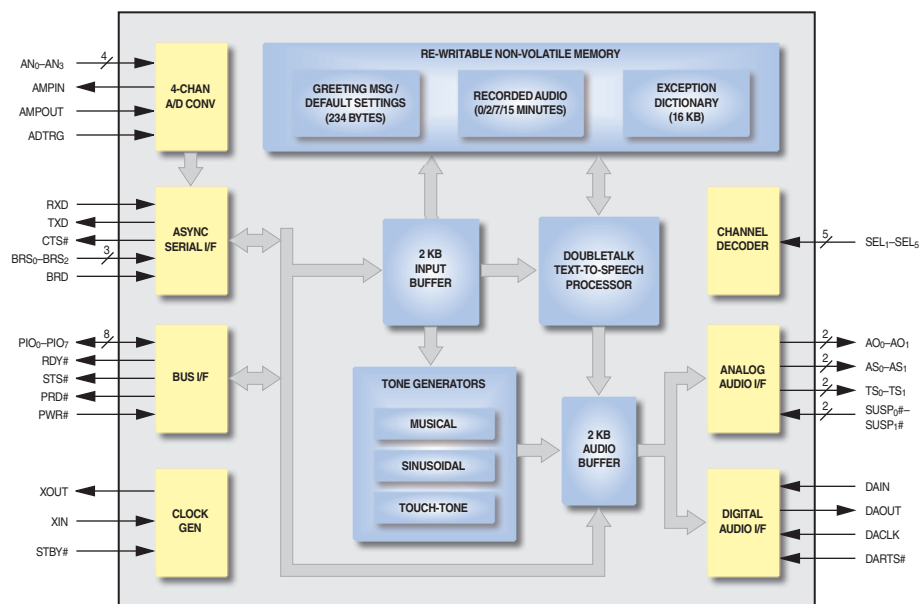 AN0–AN3
4
AMPIN
AMPOUT
ADTRG
4-CHAN
A/D CONV
RE-WRITABLE NON-VOLATILE MEMORY
GREETING MSG /
DEFAULT SETTINGS
(234 BYTES)
RECORDED AUDIO
(0/2/7/15 MINUTES)
EXCEPTION
DICTIONARY
(16 KB)
RXD
TXD
CTS#
BRS0–BRS2
3
BRD
ASYNC
SERIAL I/F
2 KB
INPUT
BUFFER
DOUBLETALK
TEXT-TO-SPEECH
PROCESSOR
CHANNEL
DECODER
5
SEL1–SEL5
PIO0–PIO7
8
RDY#
STS#
PRD#
PWR#
BUS I/F
TONE GENERATORS
MUSICAL
SINUSOIDAL
TOUCH-TONE
2 KB
AUDIO
BUFFER
ANALOG
AUDIO I/F
2
AO0–AO1
2
AS0–AS1
2
TS0–TS1
2
SUSP0#–
SUSP1#
XOUT
XIN
STBY#
CLOCK
GEN
DIGITAL
AUDIO I/F
DAIN
DAOUT
DACLK
DARTS#